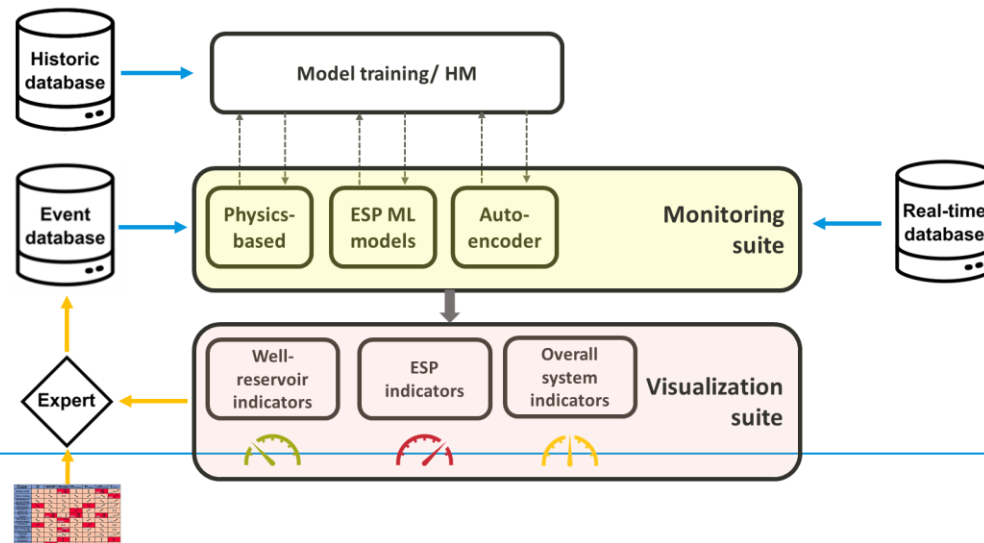 Historic
database
Model training/ HM
Event
database
Physics-
based
ESP ML
models
Auto-
encoder
Monitoring
suite
Real-time
database
Well-
reservoir
indicators
ESP
indicators
Overall
system
indicators
Visualization
suite
Expert